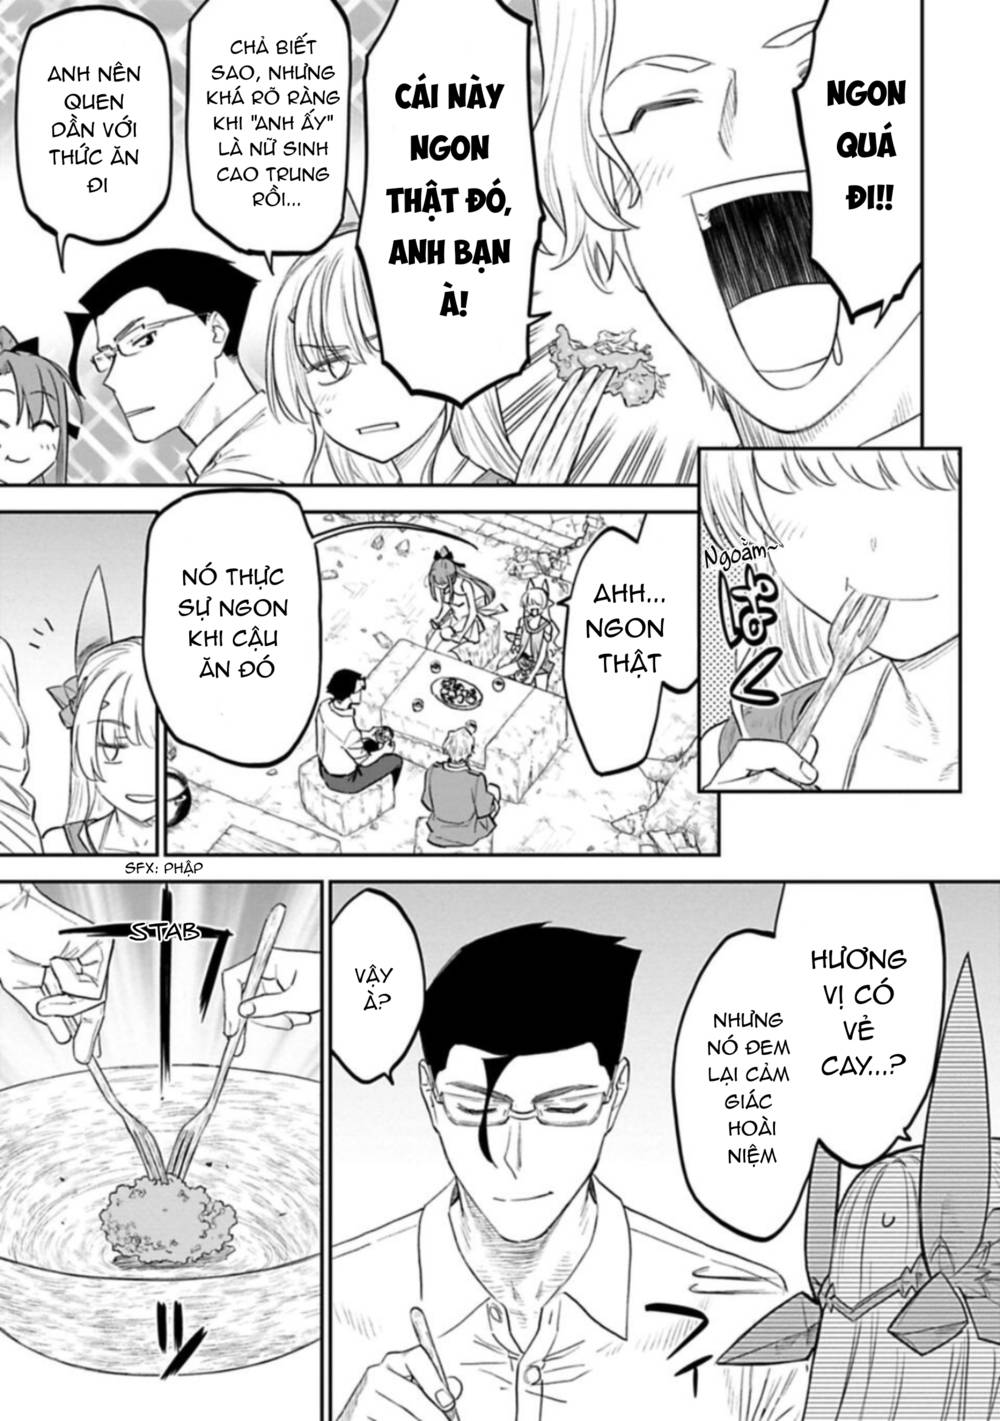 NGON
QUÁ
ĐI!!
CÁI NÀY
NGON
THẬT ĐÓ,
ANH BẠN
À!
CHẢ BIẾT
SAO, NHƯNG
KHÁ RÕ RÀNG
KHI "ANH ẤY"
LÀ NỮ SINH
CAO TRUNG
RỒI...
ANH NÊN
QUEN
DẦN VỚI
THỨC ĂN
ĐI
Ngoằm~
ぱくっ
AHH...
NGON
THẬT
NÓ THỰC
SỰ NGON
KHI CẬU
ĂN ĐÓ
HƯƠNG
VỊ CÓ
VẺ
CAY...?
NHƯNG
NÓ ĐEM
LẠI CẢM
GIÁC
HOÀI
NIỆM
VẬY
À?
SFX: PHẬP
STAB